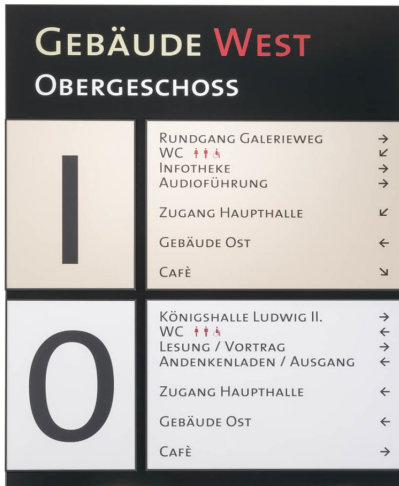 GEBÄUDE WEST
OBERGESCHOSS
I
RUNDGANG GALERIEWEG →
WC ↙
INFOTHEKE →
AUDIOFÜHRUNG →
ZUGANG HAUPTHALLE ↙
GEBÄUDE OST ←
CAFÈ ↘
0
KÖNIGSHALLE LUDWIG II. →
WC ←
LESUNG / VORTRAG →
ANDENKENLADEN / AUSGANG ←
ZUGANG HAUPTHALLE ←
GEBÄUDE OST ←
CAFÈ →